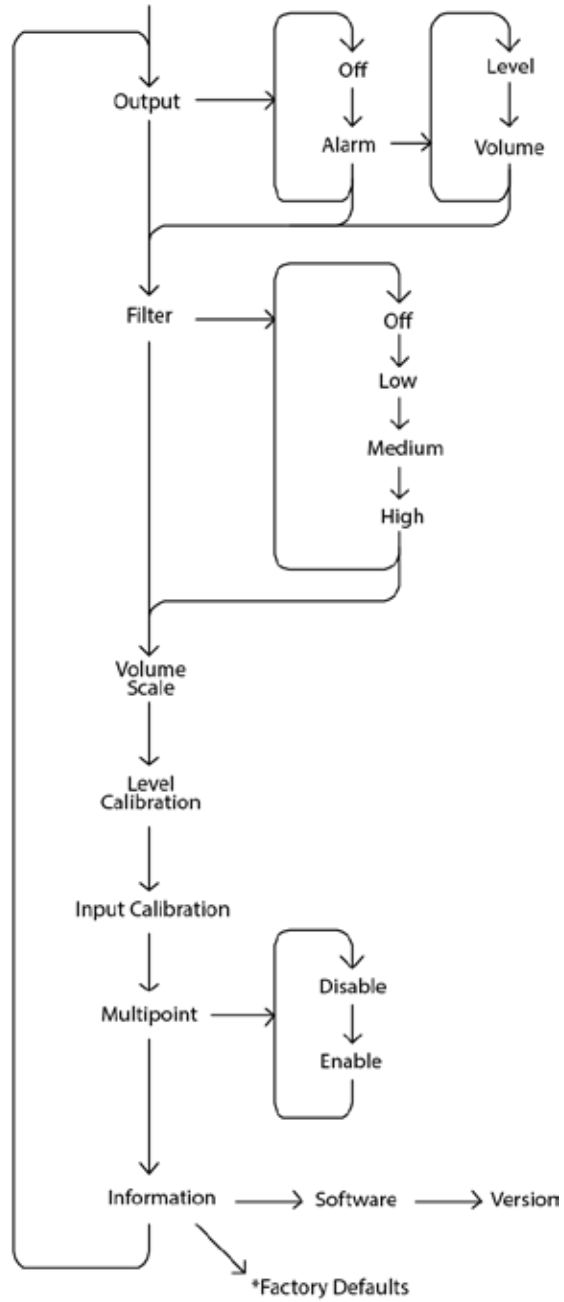 Output
Off
Alarm
Level
Volume
Filter
Off
Low
Medium
High
Volume
Scale
Level
Calibration
Input Calibration
Multipoint
Disable
Enable
Information
Software
Version
*Factory Defaults